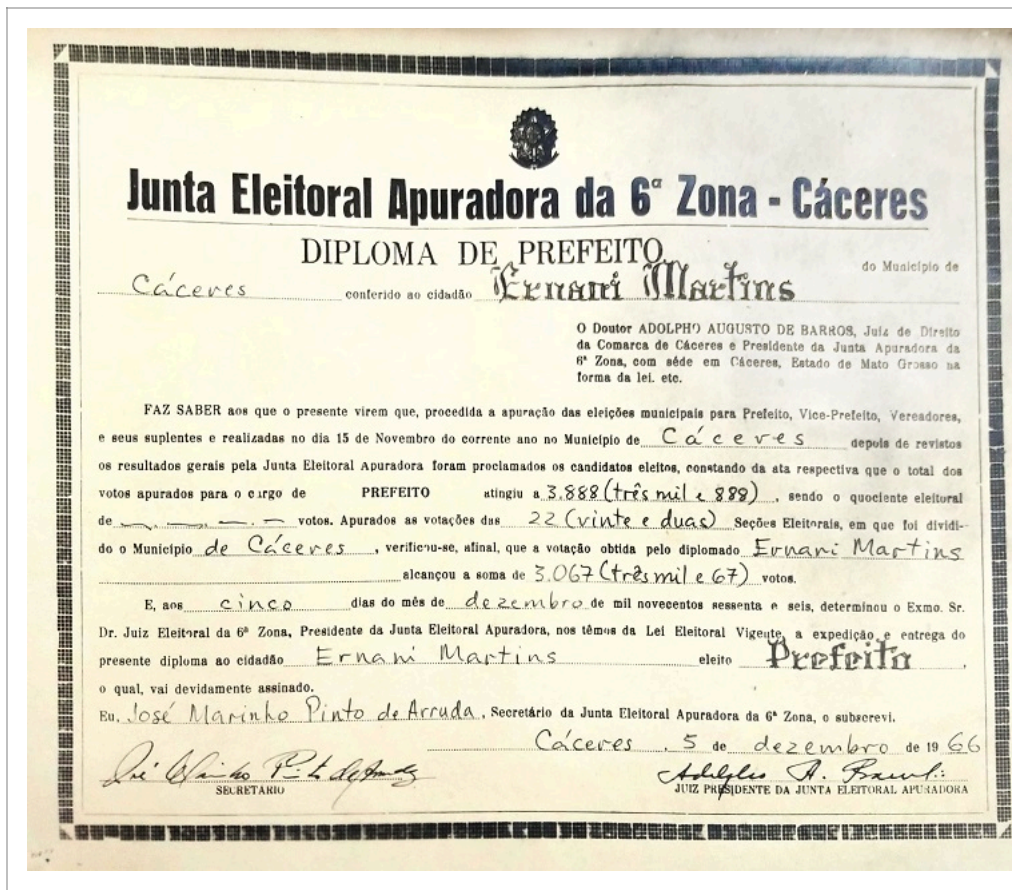 Junta Eleitoral Apuradora da 6ª Zona - Cáceres
DIPLOMA DE PREFEITO
do Município de
Cáceres conferido ao cidadão Ernani Martins
O Doutor ADOLPHO AUGUSTO DE BARROS, Juiz de Direito
da Comarca de Cáceres e Presidente da Junta Apuradora da
6ª Zona, com séde em Cáceres, Estado de Mato Grosso na
forma da lei. etc.
FAZ SABER aos que o presente virem que, procedida a apuração das eleições municipais para Prefeito, Vice-Prefeito, Vereadores,
e seus suplentes e realizadas no dia 15 de Novembro do corrente ano no Município de Cáceres depois de revistos
os resultados gerais pela Junta Eleitoral Apuradora foram proclamados os candidatos eleitos, constando da ata respectiva que o total dos
votos apurados para o cargo de PREFEITO atingiu a 3.888 (três mil e 888), sendo o quociente eleitoral
de —.—.—.— votos. Apurados as votações das 22 (vinte e duas) Seções Eleitorais, em que foi dividi-
do o Município de Cáceres, verificou-se, afinal, que a votação obtida pelo diplomado Ernani Martins
alcançou a soma de 3.067 (três mil e 67) votos.
E, aos cinco dias do mês de dezembro de mil novecentos sessenta e seis, determinou o Exmo. Sr.
Dr. Juiz Eleitoral da 6ª Zona, Presidente da Junta Eleitoral Apuradora, nos têmos da Lei Eleitoral Vigente, a expedição e entrega do
presente diploma ao cidadão Ernani Martins eleito Prefeito,
o qual, vai devidamente assinado.
Eu, José Marinho Pinto de Arruda, Secretário da Junta Eleitoral Apuradora da 6ª Zona, o subscrevi.
Cáceres, 5 de dezembro de 1966
José Marinho Pinto de Arruda
Adolpho A. Barros
SECRETARIO
JUIZ PRESIDENTE DA JUNTA ELEITORAL APURADORA